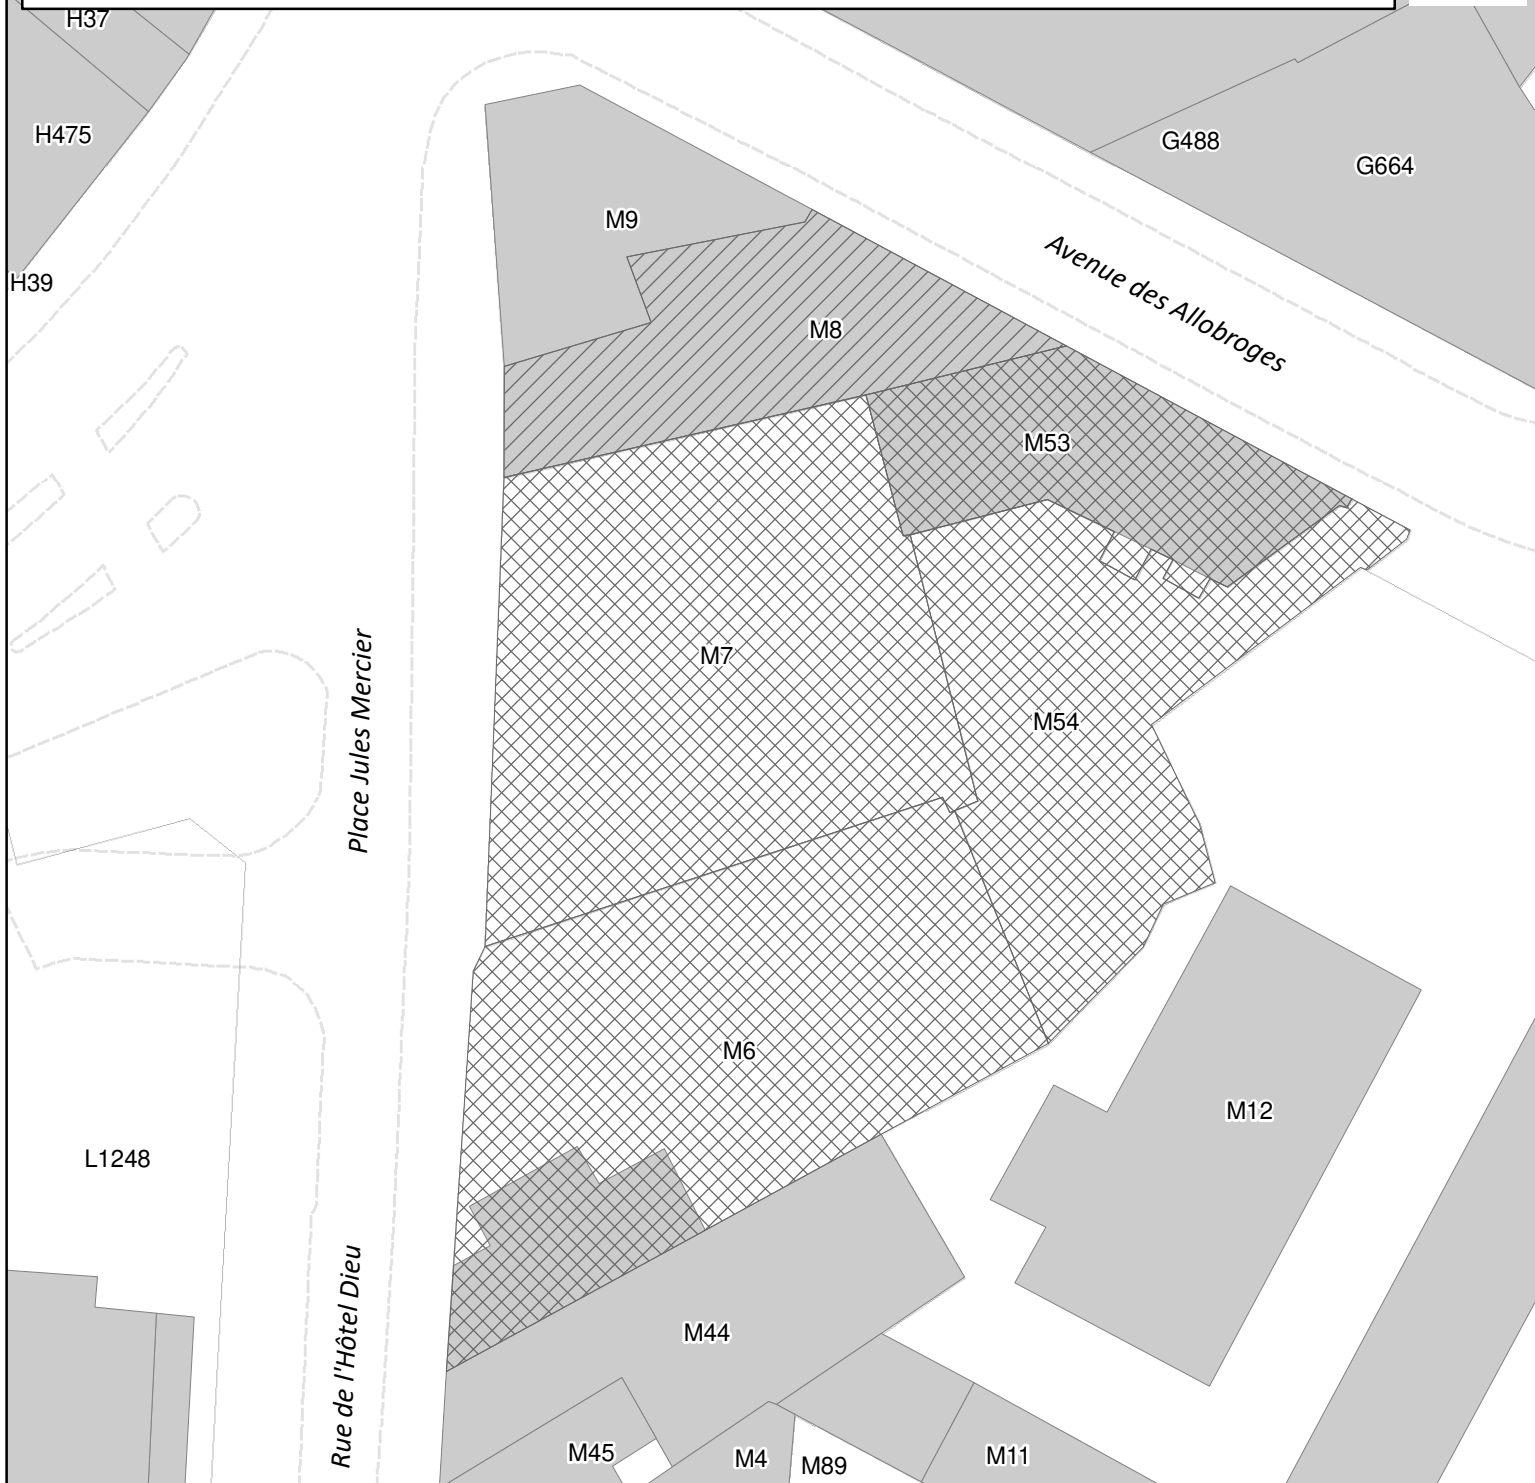 H37
H475
G488
G664
M9
Avenue des Allobroges
H39
M8
M53
M7
Place Jules Mercier
M54
M6
M12
L1248
Rue de l'Hôtel Dieu
M44
M45
M4
M89
M11